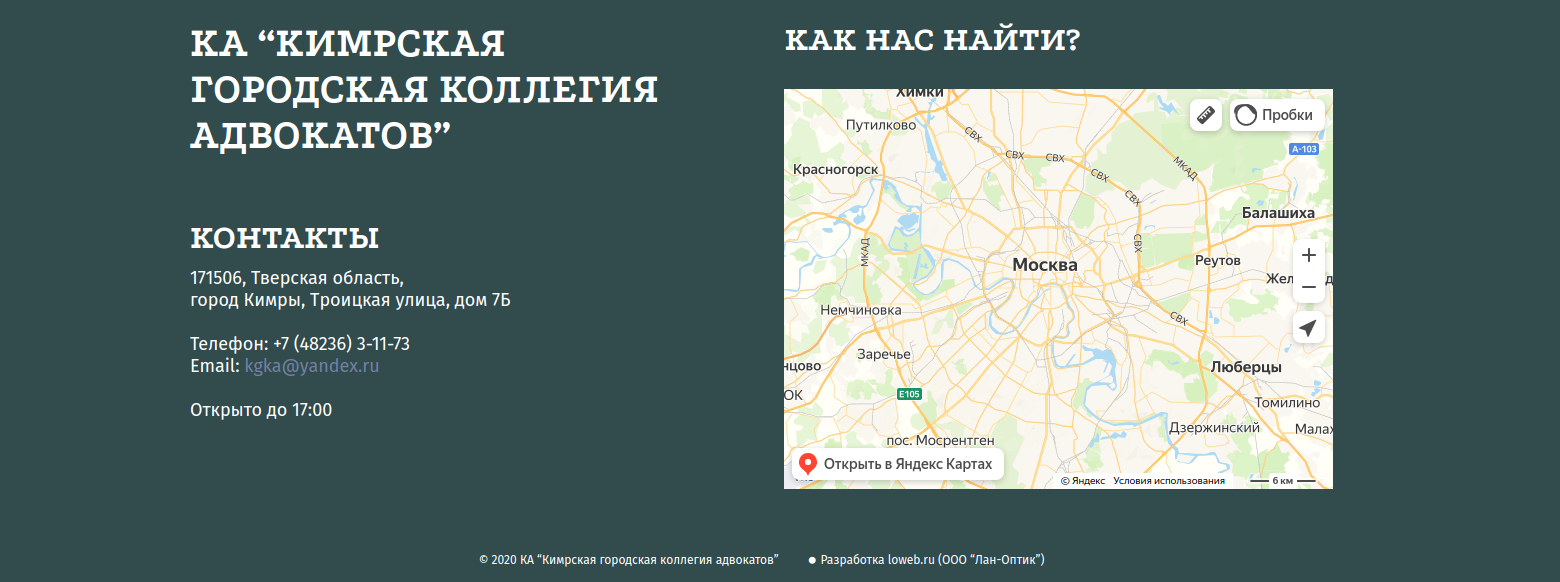 КА “КИМРСКАЯ
ГОРОДСКАЯ КОЛЛЕГИЯ
АДВОКАТОВ”
КОНТАКТЫ
171506, Тверская область,
город Кимры, Троицкая улица, дом 7Б
Телефон: +7 (48236) 3-11-73
Email: kgka@yandex.ru
Открыто до 17:00
КАК НАС НАЙТИ?
Химки
Пробки
Путилково
СВХ
СВХ
СВХ
А-103
Красногорск
МКАД
СВХ
СВХ
Балашиха
МКАД
СВХ
Реутов
Москва
Жел
Немчиновка
СВХ
Заречье
нцово
Люберцы
ОК
Е105
Томилино
Дзержинский
Малах
пос. Мосрентген
Открыть в Яндекс Картах
© Яндекс Условия использования
6 км
© 2020 КА “Кимрская городская коллегия адвокатов”
● Разработка loweb.ru (ООО “Лан-Оптик”)